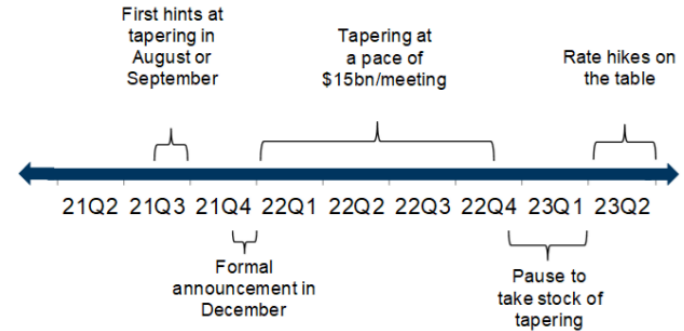 First hints at
tapering in
August or
September
Tapering at
a pace of
$15bn/meeting
Rate hikes on
the table
21Q2 21Q3 21Q4 22Q1 22Q2 22Q3 22Q4 23Q1 23Q2
Formal
announcement in
December
Pause to
take stock of
tapering